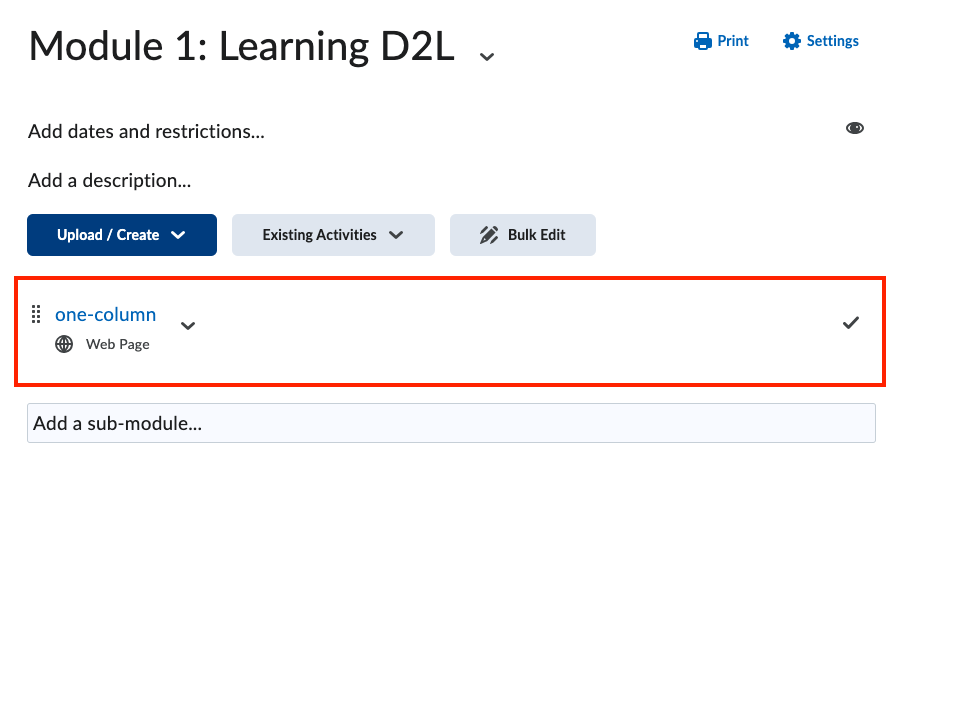 Module 1: Learning D2L
Print
Settings
Add dates and restrictions...
Add a description...
Upload / Create
Existing Activities
Bulk Edit
one-column
Web Page
Add a sub-module...